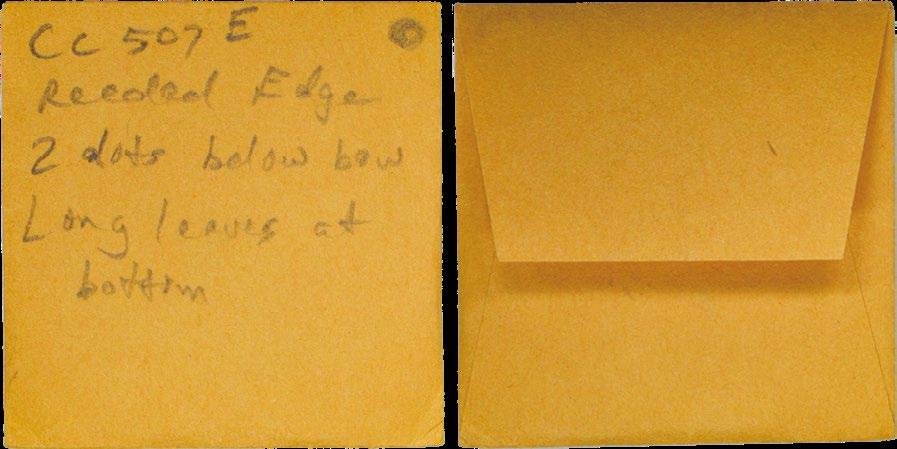 CC 507 E
Reeded Edge
2 dots below bow
Long leaves at
bottom